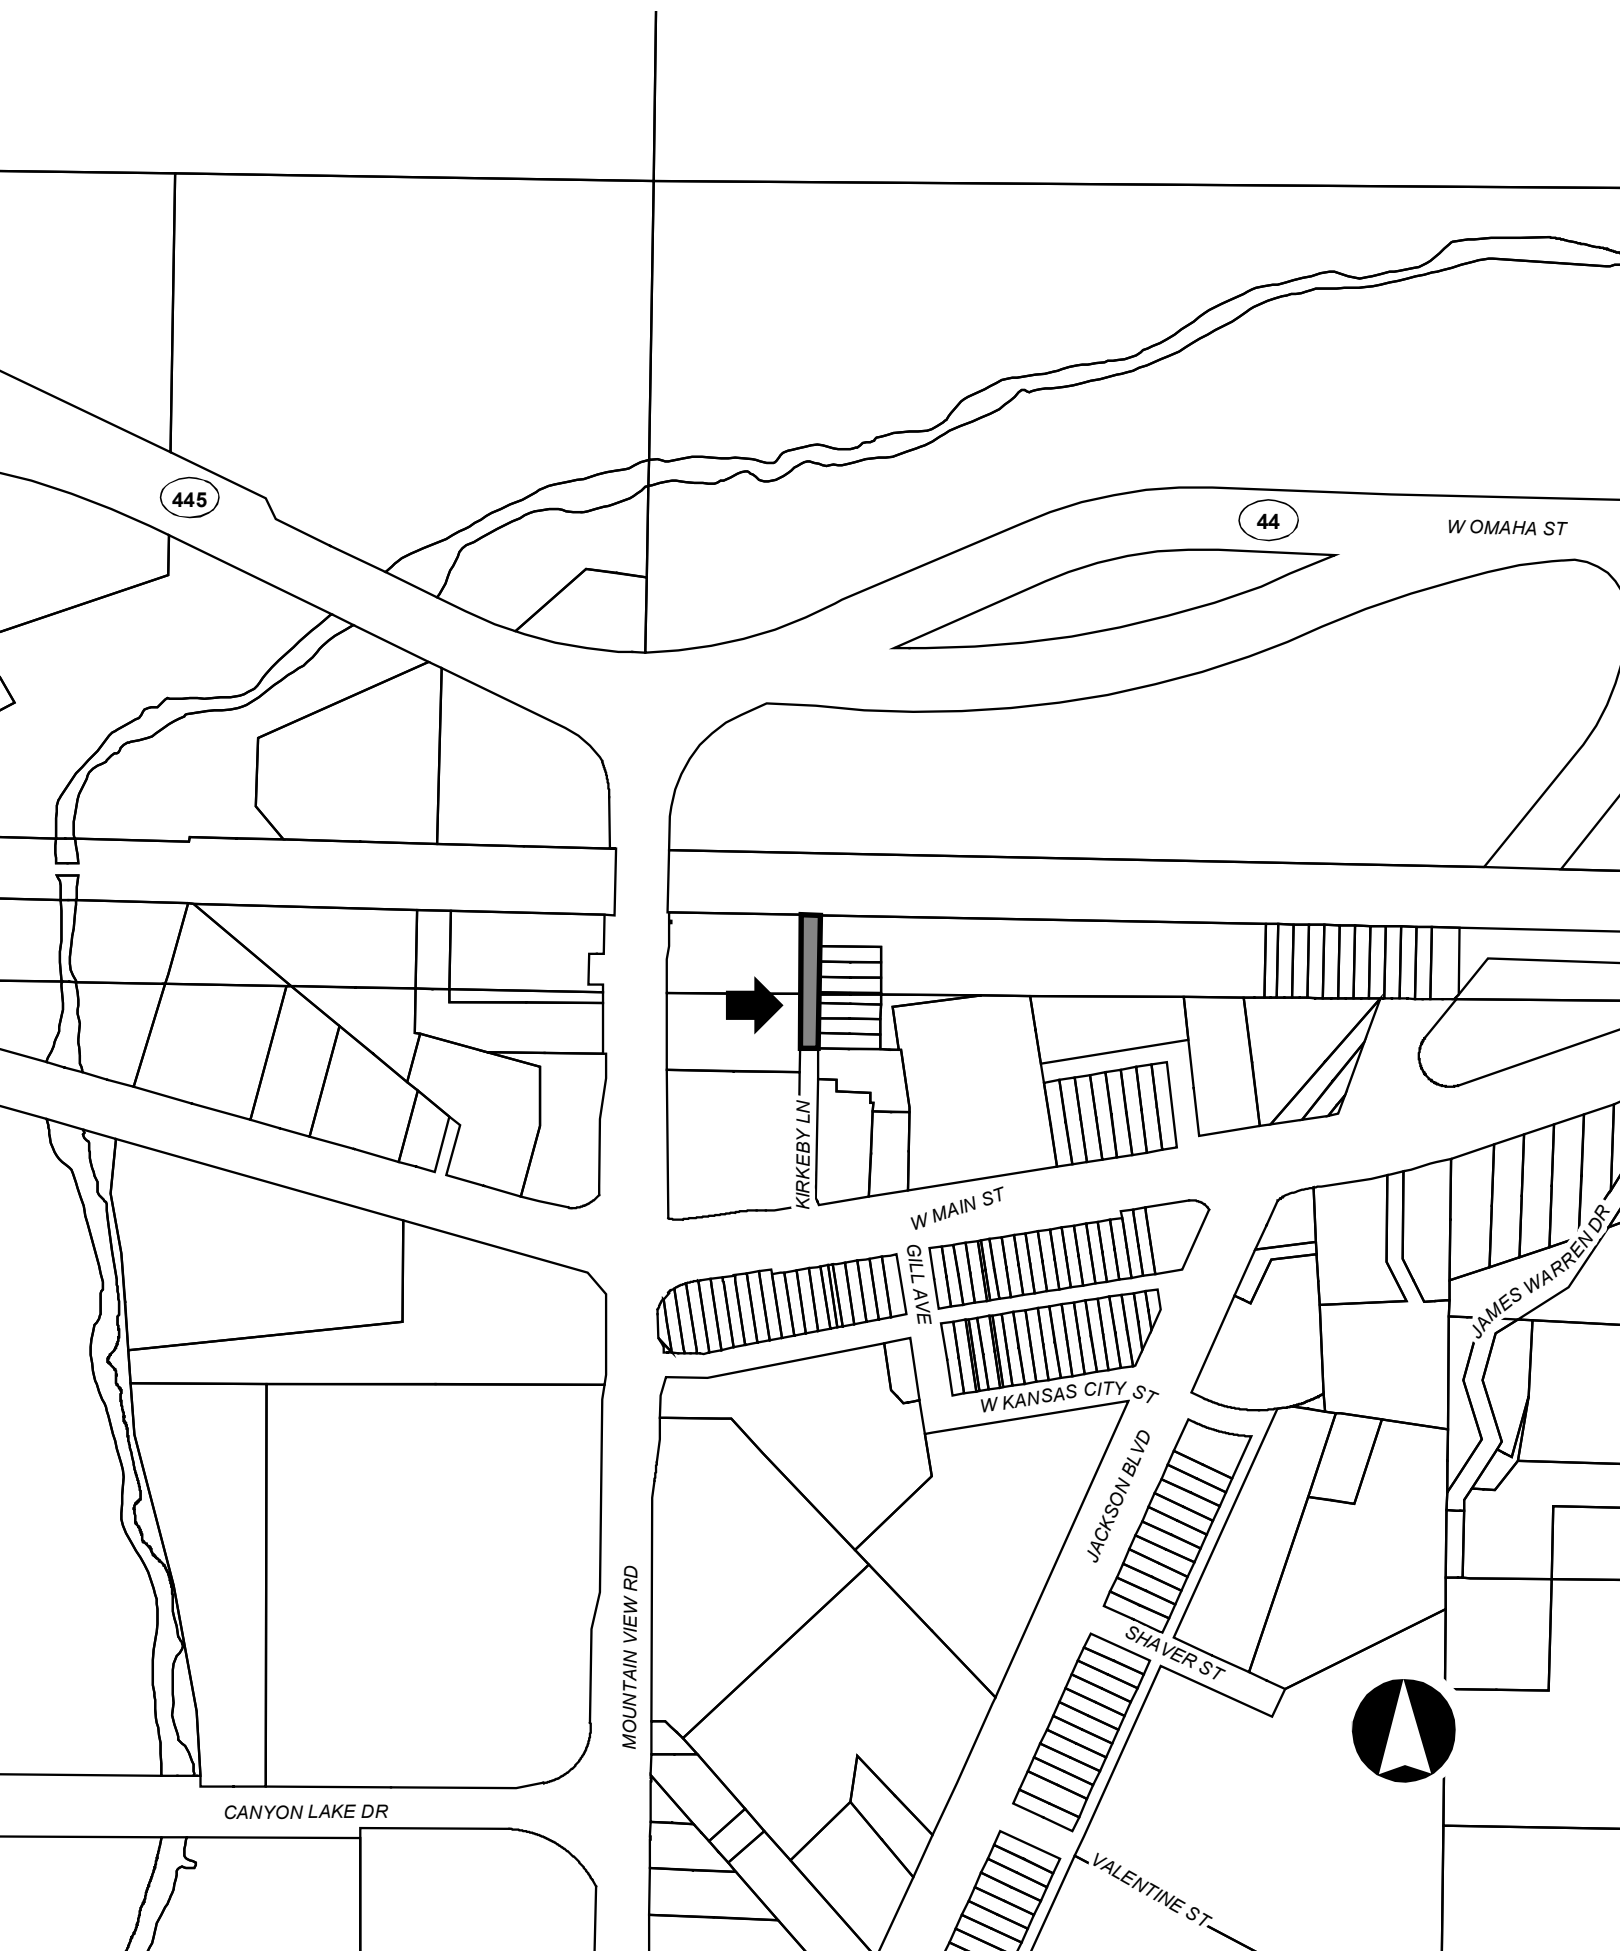 445
44
W OMAHA ST
KIRKEBY LN
W MAIN ST
GILL AVE
JAMES WARREN DR
W KANSAS CITY ST
JACKSON BLVD
MOUNTAIN VIEW RD
SHAVER ST
CANYON LAKE DR
VALENTINE ST